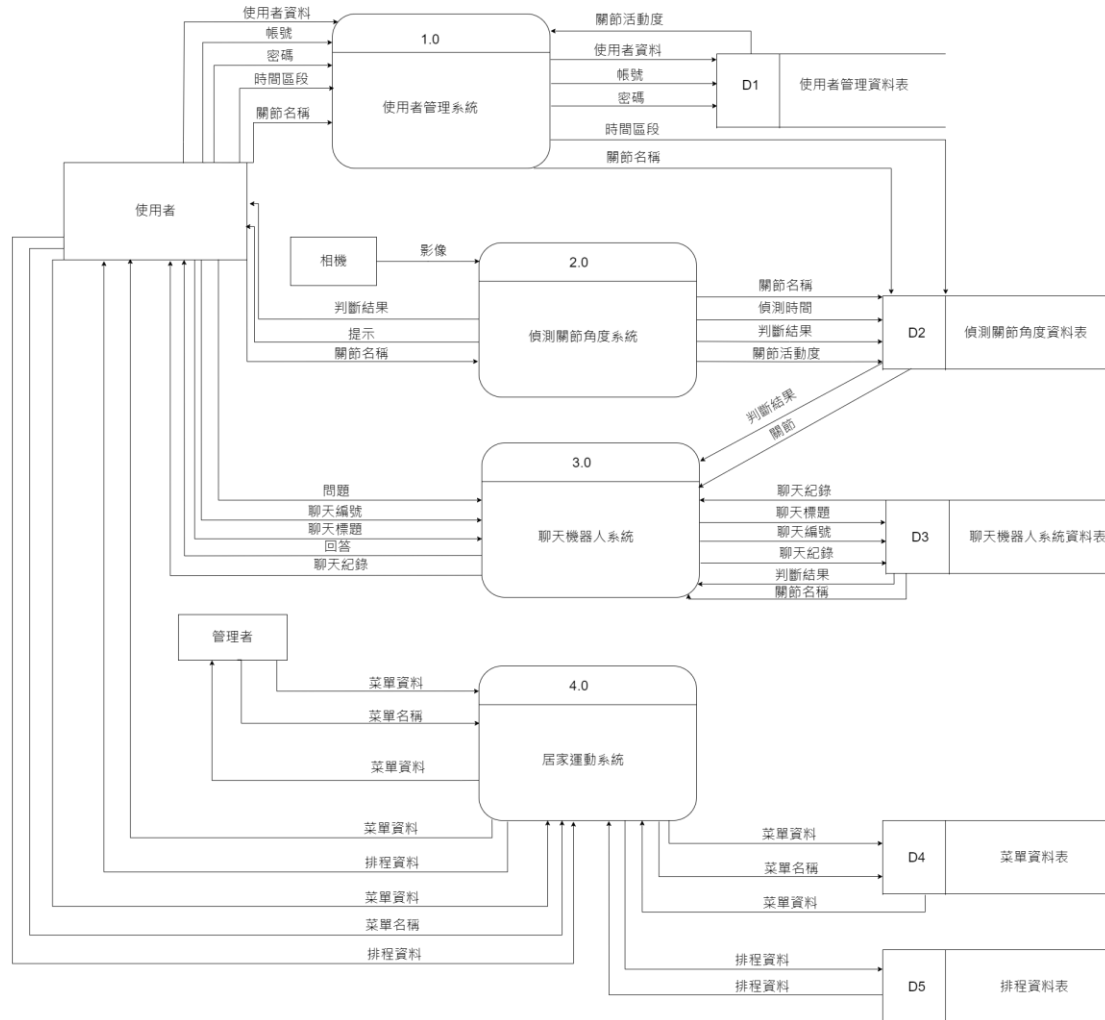 使用者資料
帳號
密碼
時間區段
關節名稱
1.0
使用者管理系統
關節活動度
使用者資料
帳號
密碼
時間區段
關節名稱
D1
使用者管理資料表
使用者
相機
影像
判斷結果
提示
關節名稱
2.0
偵測關節角度系統
關節名稱
偵測時間
判斷結果
關節活動度
D2
偵測關節角度資料表
判斷結果
關節
問題
聊天編號
聊天標題
回答
聊天紀錄
3.0
聊天機器人系統
聊天紀錄
聊天標題
聊天編號
聊天紀錄
判斷結果
關節名稱
D3
聊天機器人系統資料表
管理者
菜單資料
菜單名稱
菜單資料
4.0
居家運動系統
菜單資料
排程資料
菜單資料
菜單名稱
排程資料
菜單資料
菜單名稱
菜單資料
D4
菜單資料表
排程資料
排程資料
D5
排程資料表